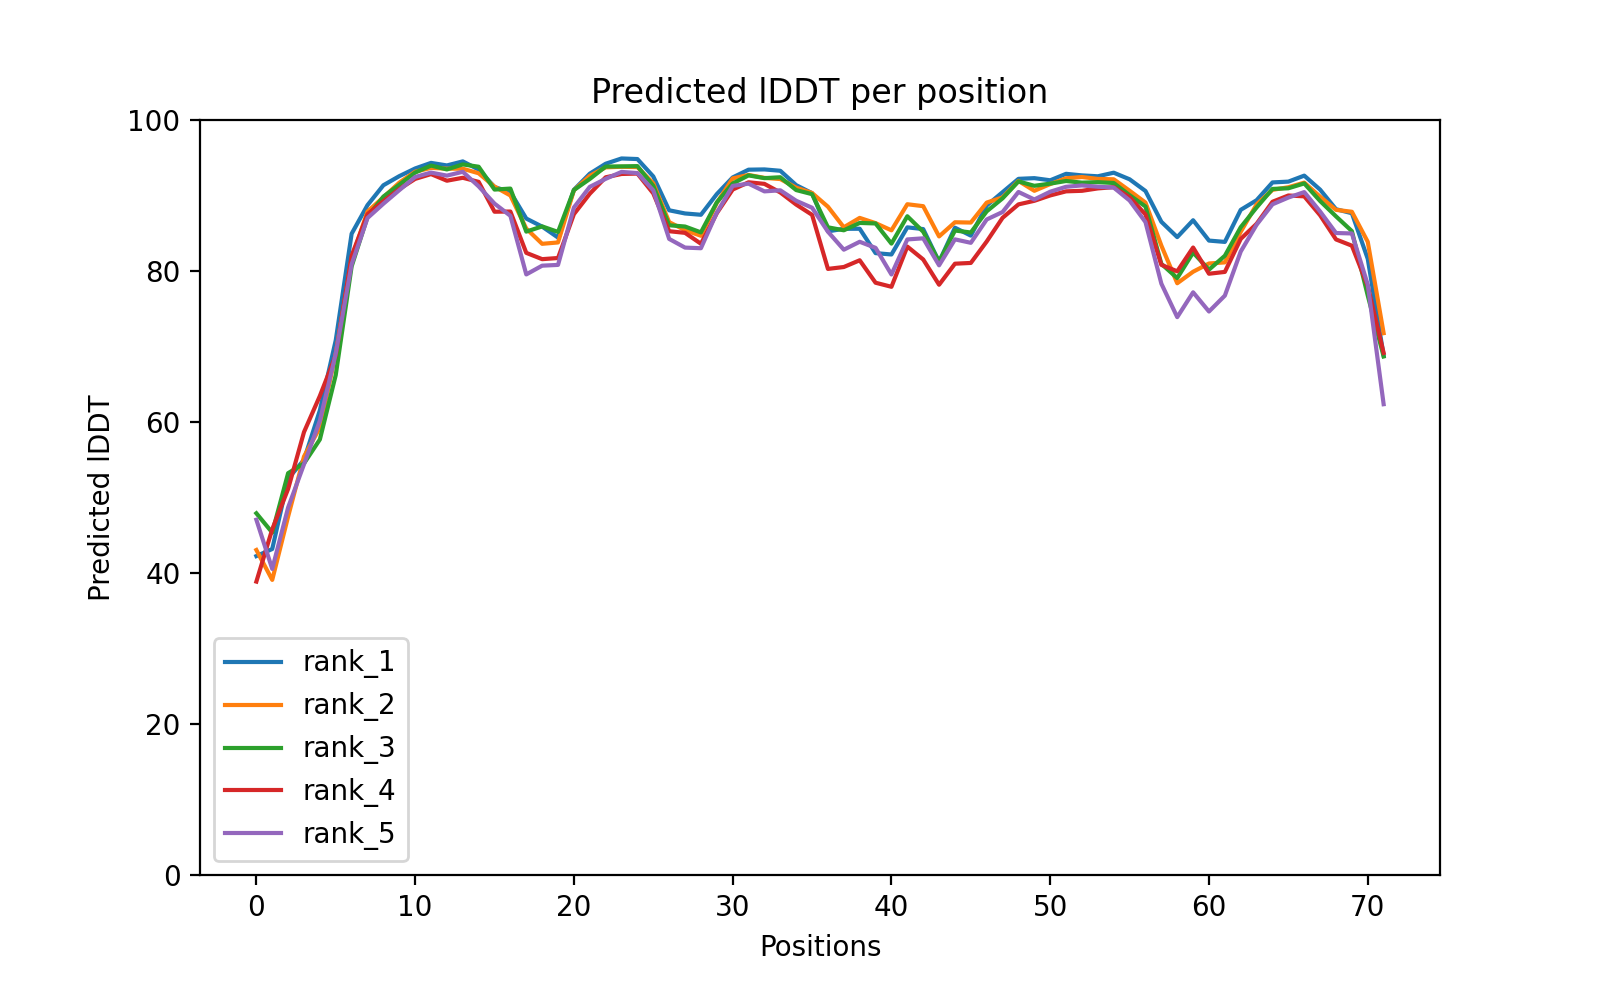 Predicted lDDT per position
100
80
60
40
20
0
Predicted lDDT
rank_1
rank_2
rank_3
rank_4
rank_5
0 10 20 30 40 50 60 70
Positions